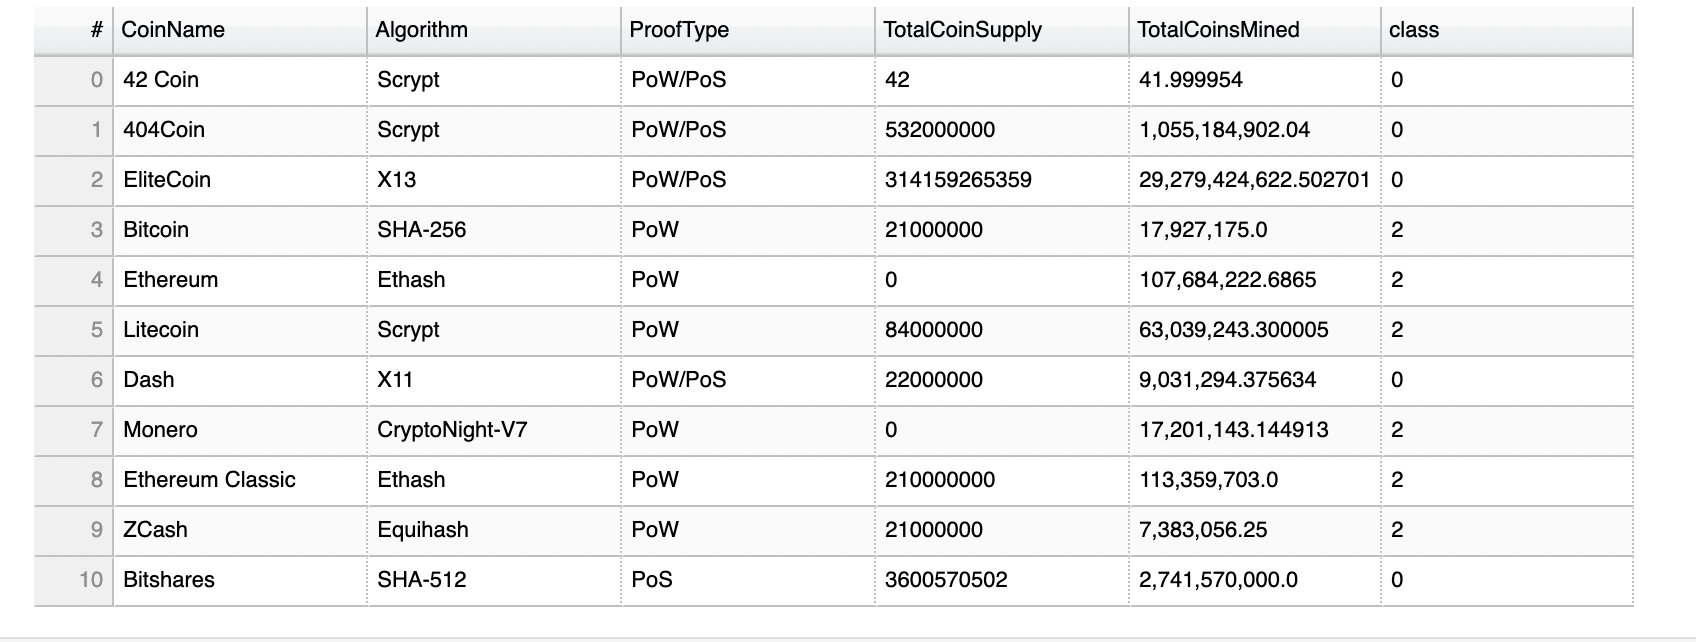 # CoinName Algorithm ProofType TotalCoinSupply TotalCoinsMined class
0 42 Coin Scrypt PoW/PoS 42 41.999954 0
1 404Coin Scrypt PoW/PoS 532000000 1,055,184,902.04 0
2 EliteCoin X13 PoW/PoS 314159265359 29,279,424,622.502701 0
3 Bitcoin SHA-256 PoW 21000000 17,927,175.0 2
4 Ethereum Ethash PoW 0 107,684,222.6865 2
5 Litecoin Scrypt PoW 84000000 63,039,243.300005 2
6 Dash X11 PoW/PoS 22000000 9,031,294.375634 0
7 Monero CryptoNight-V7 PoW 0 17,201,143.144913 2
8 Ethereum Classic Ethash PoW 210000000 113,359,703.0 2
9 ZCash Equihash PoW 21000000 7,383,056.25 2
10 Bitshares SHA-512 PoS 3600570502 2,741,570,000.0 0